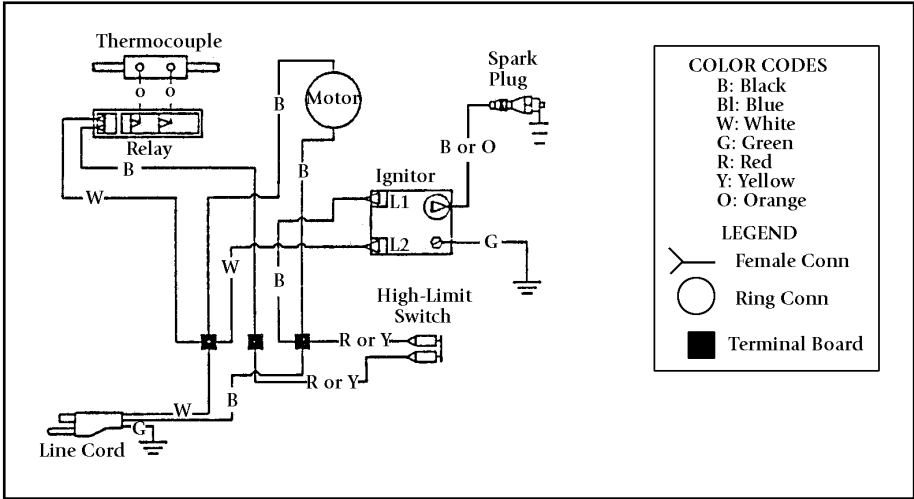 Thermocouple
O O
Relay
B
W
B
Motor
B
Spark
Plug
B or O
Ignitor
L1
L2
G
W
B
High-Limit
Switch
R or Y
R or Y
W
B
G
Line Cord
COLOR CODES
B: Black
Bl: Blue
W: White
G: Green
R: Red
Y: Yellow
O: Orange
LEGEND
Female Conn
Ring Conn
Terminal Board